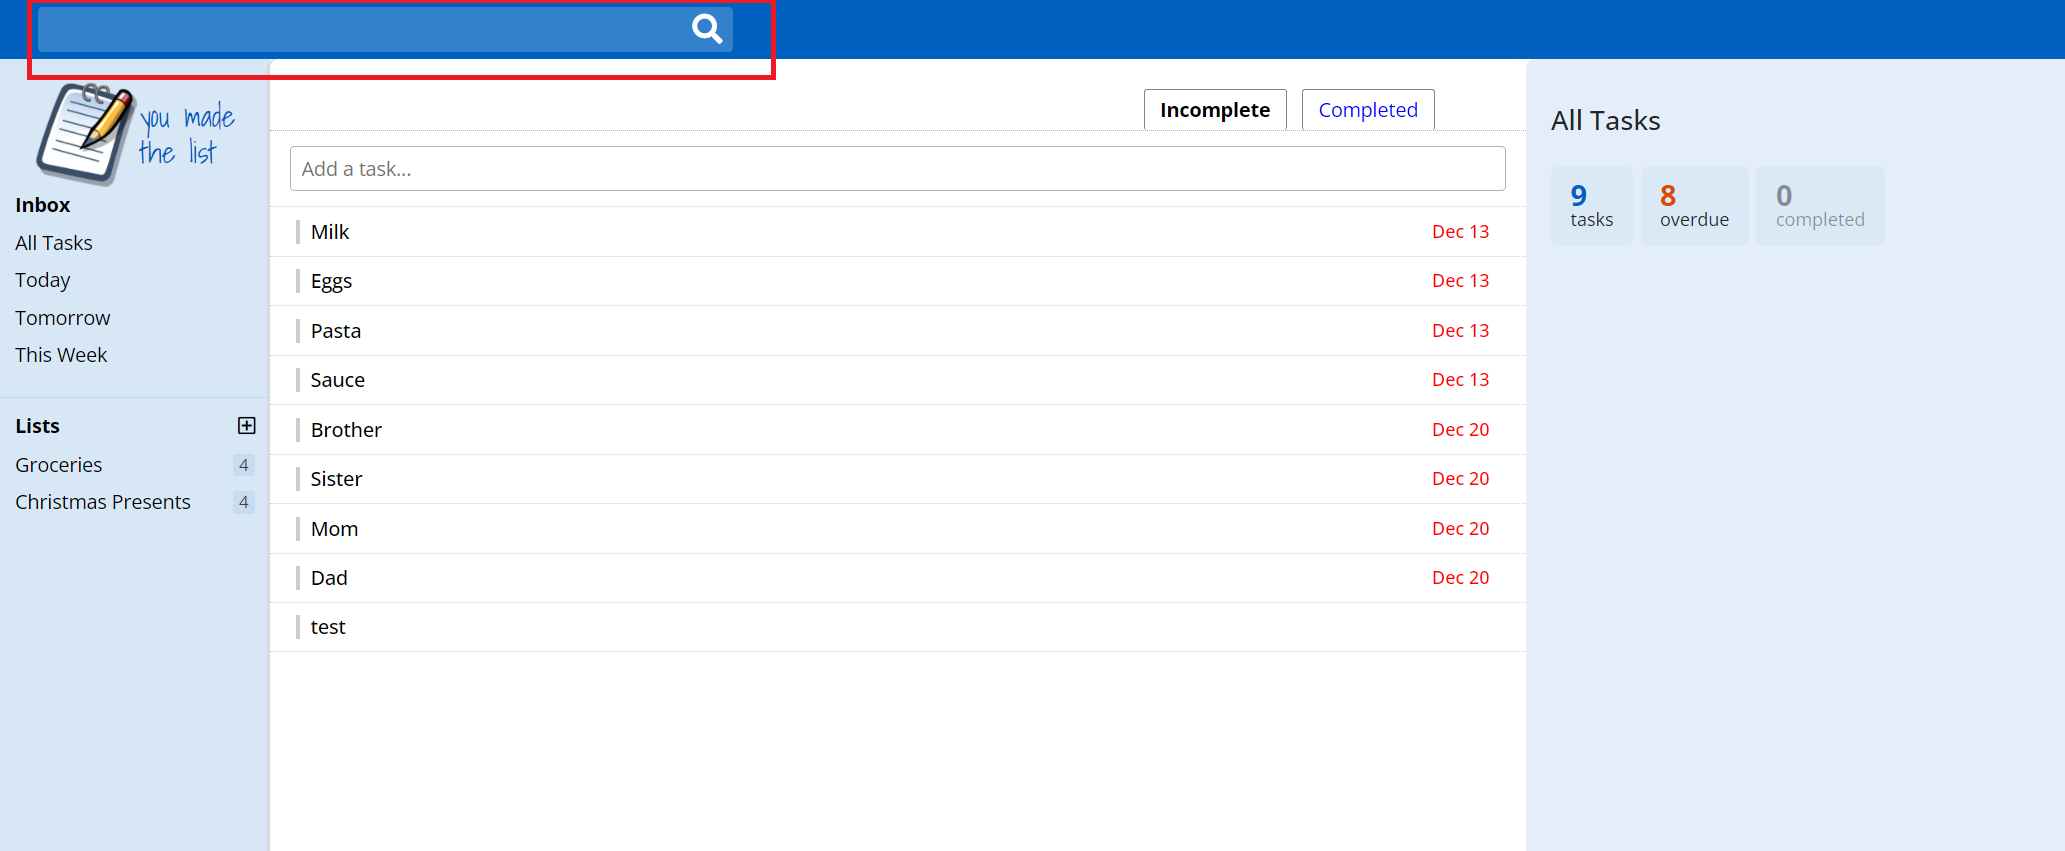 you made
the list
Inbox
All Tasks
Today
Tomorrow
This Week
Lists
Groceries 4
Christmas Presents 4
Incomplete Completed
Add a task...
Milk Dec 13
Eggs Dec 13
Pasta Dec 13
Sauce Dec 13
Brother Dec 20
Sister Dec 20
Mom Dec 20
Dad Dec 20
test
All Tasks
9 8 0
tasks overdue completed